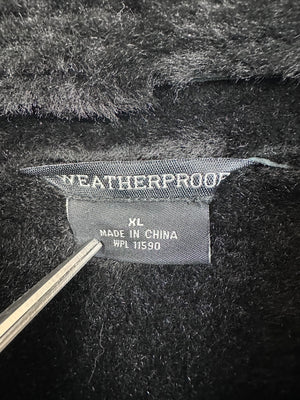 WEATHERPROOF
XL
MADE IN CHINA
WPL 11590